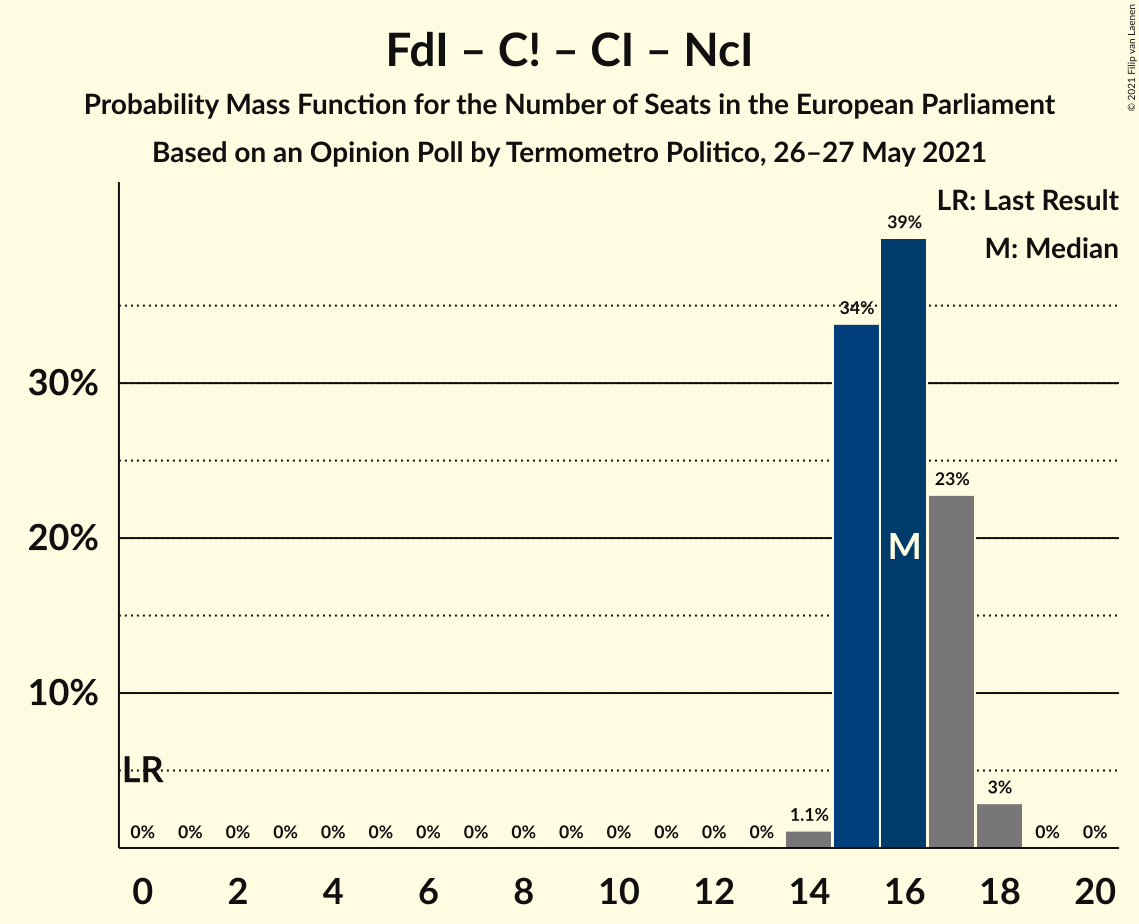 FdI – C! – CI – NcI
Probability Mass Function for the Number of Seats in the European Parliament
Based on an Opinion Poll by Termometro Politico, 26–27 May 2021
© 2021 Filip van Laenen
LR: Last Result
M: Median
39%
34%
30%
23%
20%
M
10%
LR
0% 0% 0% 0% 0% 0% 0% 0% 0% 0% 0% 0% 0% 0% 1.1% 3% 0% 0%
0 2 4 6 8 10 12 14 16 18 20